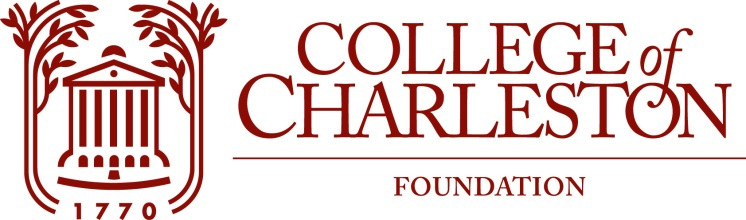 COLLEGE of
CHARLESTON
FOUNDATION
1770